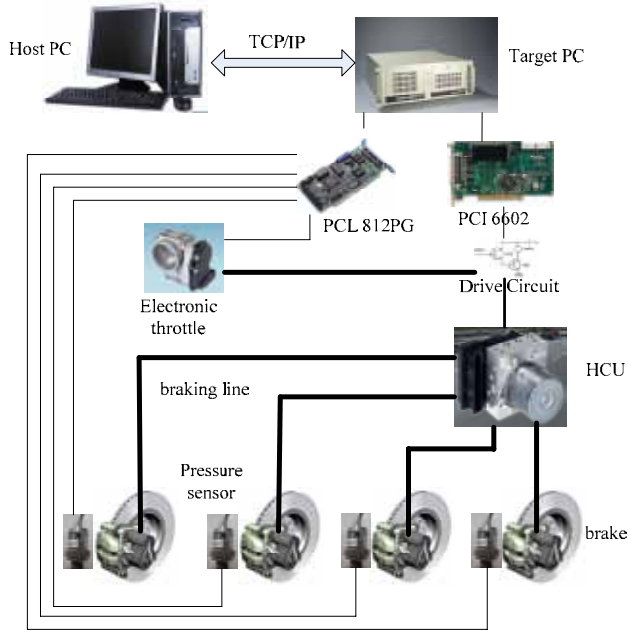 Host PC
TCP/IP
Target PC
PCL 812PG
PCI 6602
Drive Circuit
Electronic
throttle
HCU
braking line
Pressure
sensor
brake